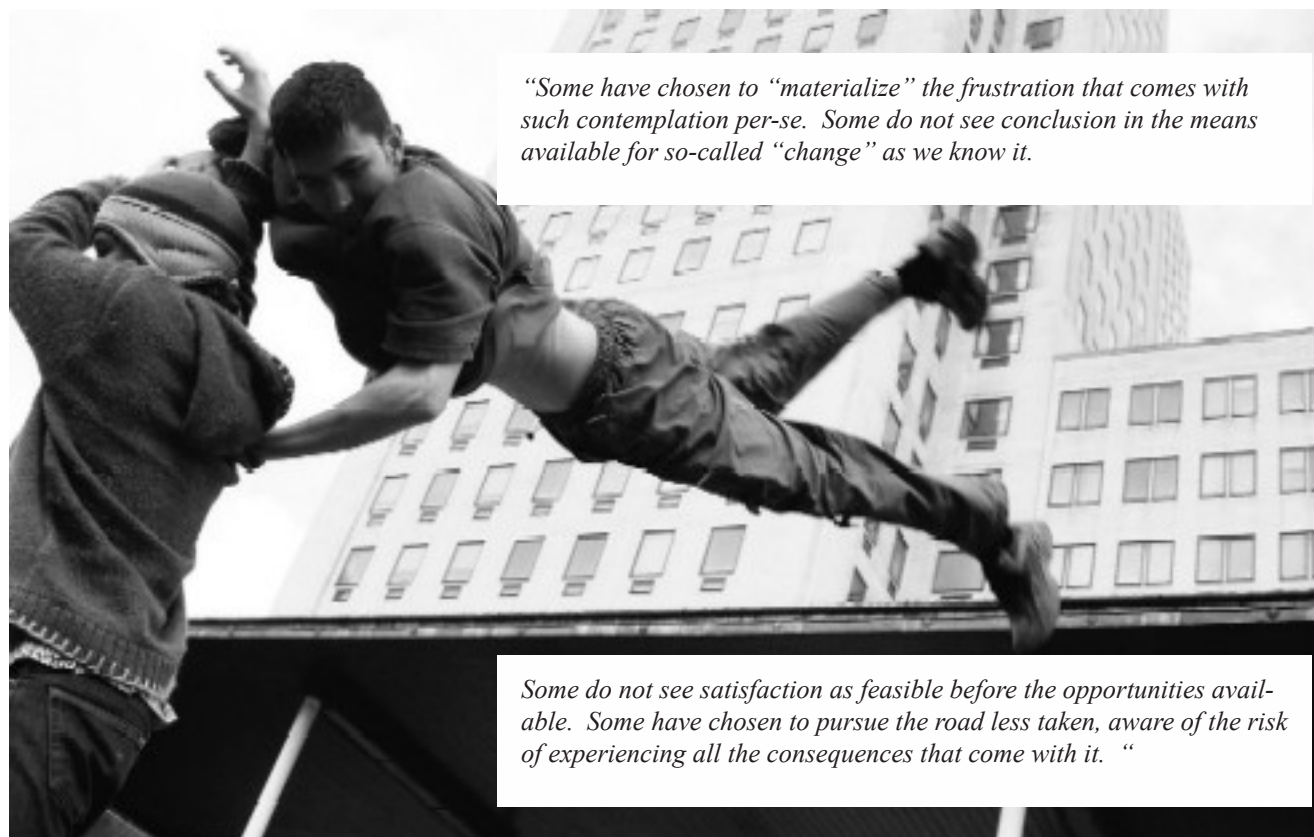 “Some have chosen to “materialize” the frustration that comes with
such contemplation per-se.  Some do not see conclusion in the means
available for so-called “change” as we know it.
Some do not see satisfaction as feasible before the opportunities avail-
able.  Some have chosen to pursue the road less taken, aware of the risk
of experiencing all the consequences that come with it.  “